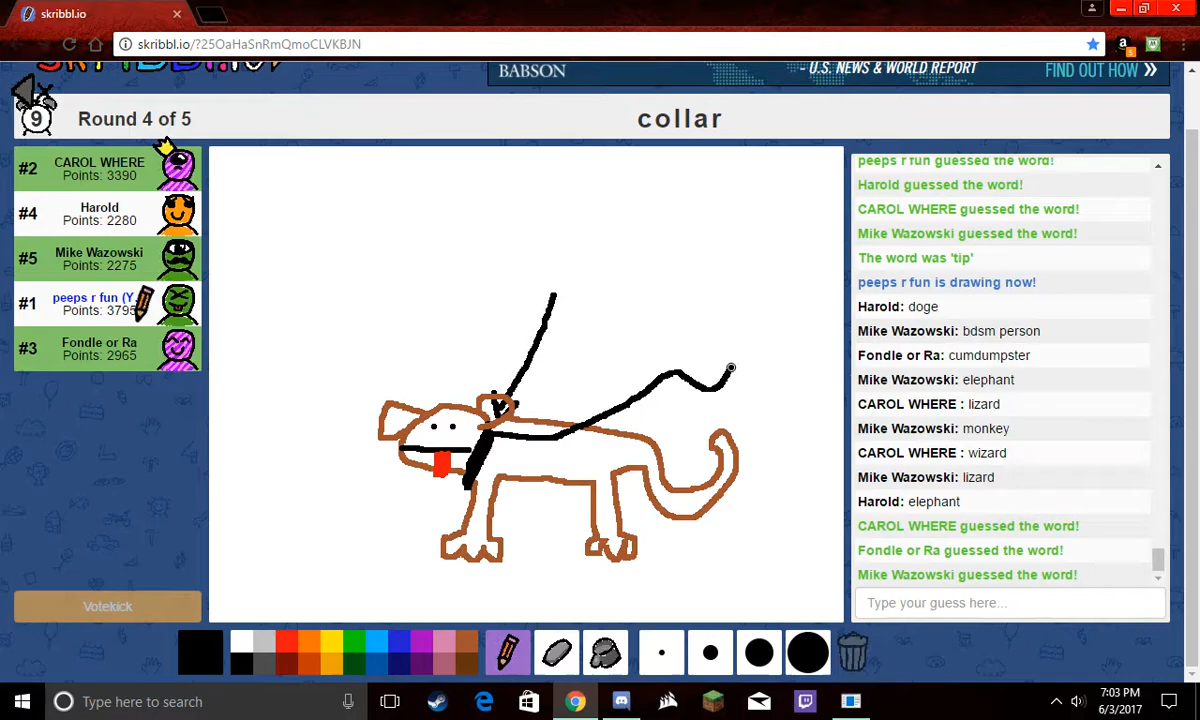 skribbl.io
skribbl.io/?25OaHaSnRmQmoCLVKBJN
BABSON
- U.S. NEWS & WORLD REPORT
FIND OUT HOW »
9
Round 4 of 5
collar
#2
CAROL WHERE
Points: 3390
#4
Harold
Points: 2280
#5
Mike Wazowski
Points: 2275
#1
peeps r fun (Y
Points: 3795
#3
Fondle or Ra
Points: 2965
Votekick
peeps r fun guessed the word!
Harold guessed the word!
CAROL WHERE guessed the word!
Mike Wazowski guessed the word!
The word was 'tip'
peeps r fun is drawing now!
Harold: doge
Mike Wazowski: bdsm person
Fondle or Ra: cumdumpster
Mike Wazowski: elephant
CAROL WHERE : lizard
Mike Wazowski: monkey
CAROL WHERE : wizard
Mike Wazowski: lizard
Harold: elephant
CAROL WHERE guessed the word!
Fondle or Ra guessed the word!
Mike Wazowski guessed the word!
Type your guess here...
Type here to search
7:03 PM
6/3/2017